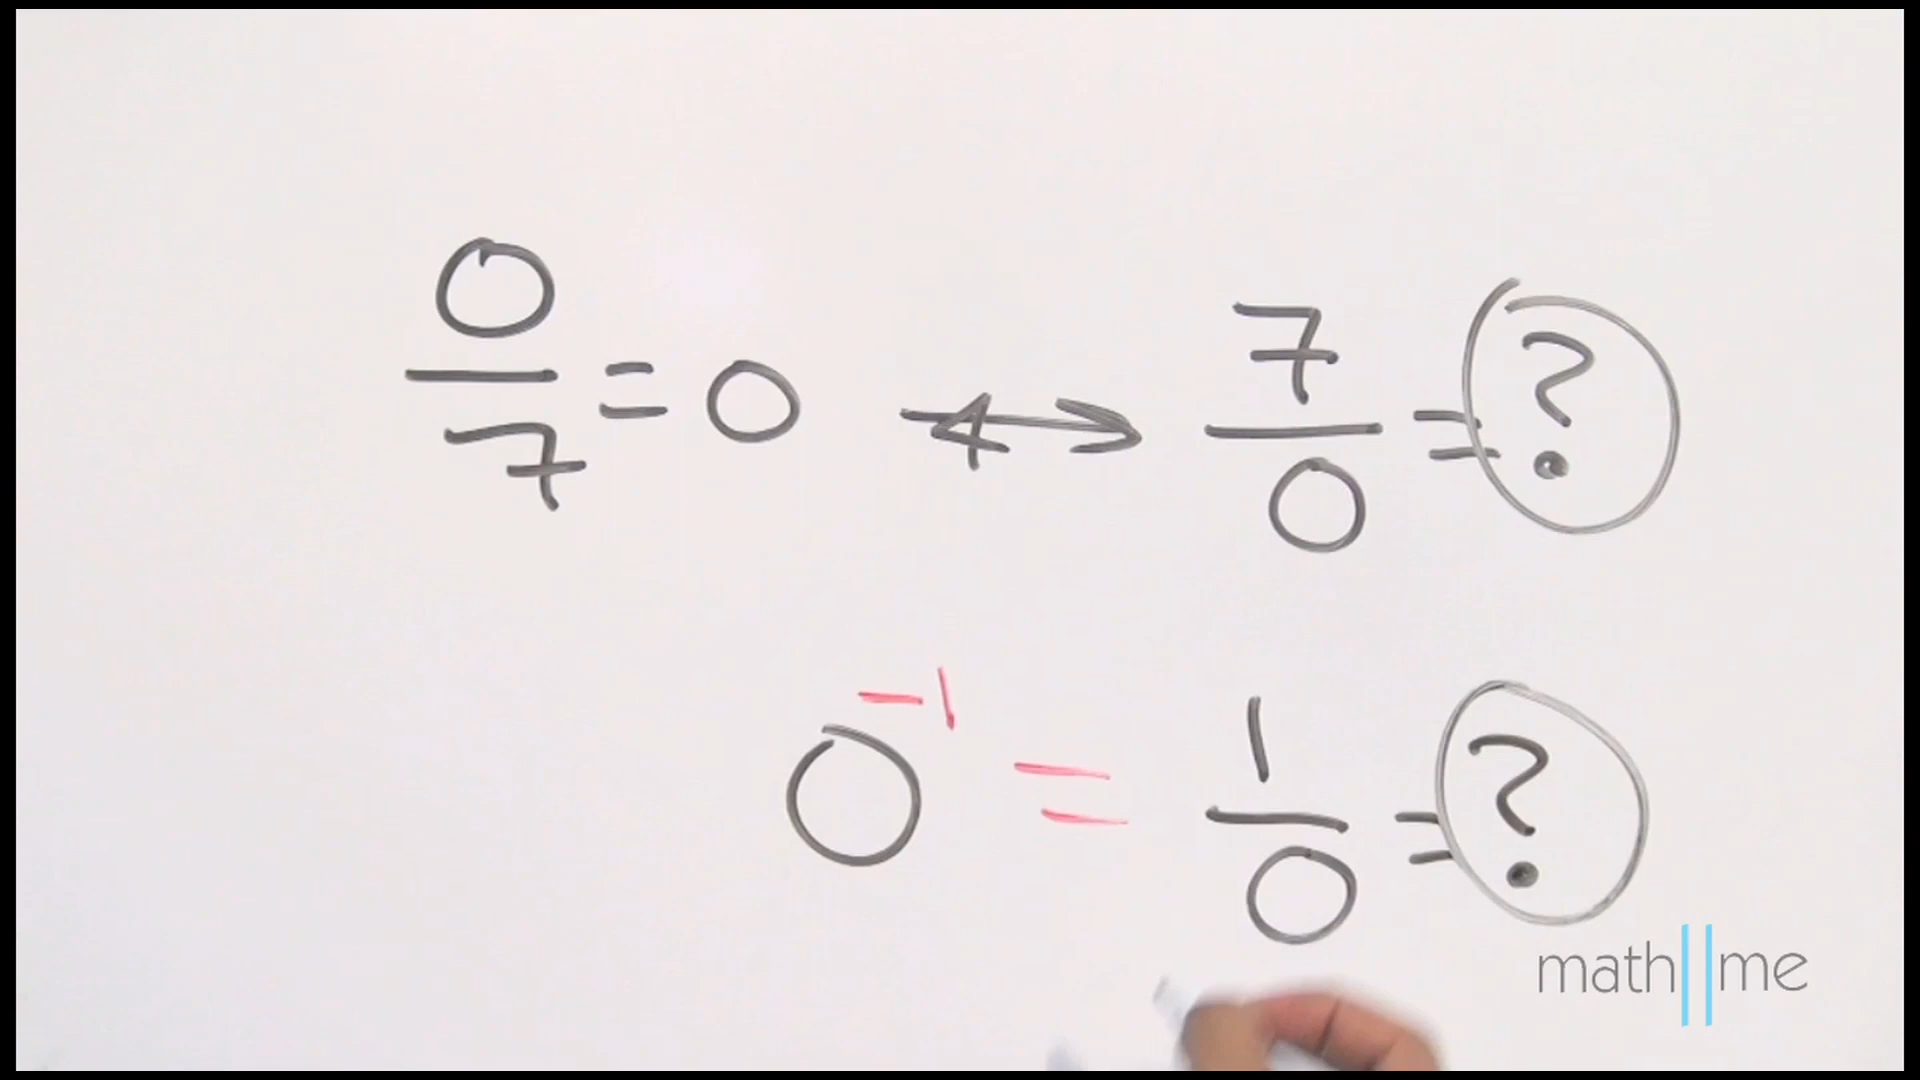 0/7 = 0 ↔ 7/0 = ?
0⁻¹ = 1/0 = ?
math||me